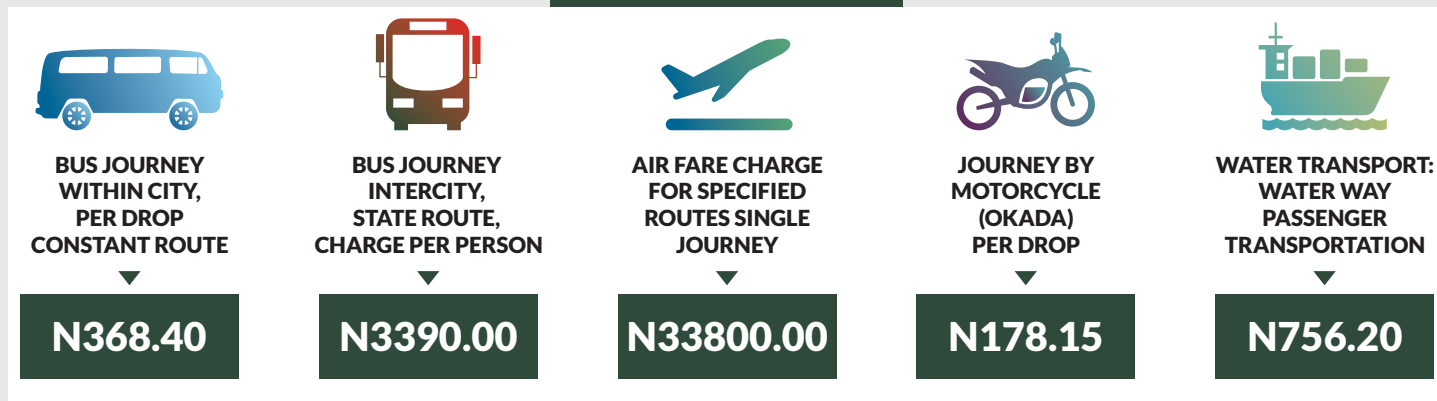 BUS JOURNEY
WITHIN CITY,
PER DROP
CONSTANT ROUTE
N368.40
BUS JOURNEY
INTERCITY,
STATE ROUTE,
CHARGE PER PERSON
N3390.00
AIR FARE CHARGE
FOR SPECIFIED
ROUTES SINGLE
JOURNEY
N33800.00
JOURNEY BY
MOTORCYCLE
(OKADA)
PER DROP
N178.15
WATER TRANSPORT:
WATER WAY
PASSENGER
TRANSPORTATION
N756.20